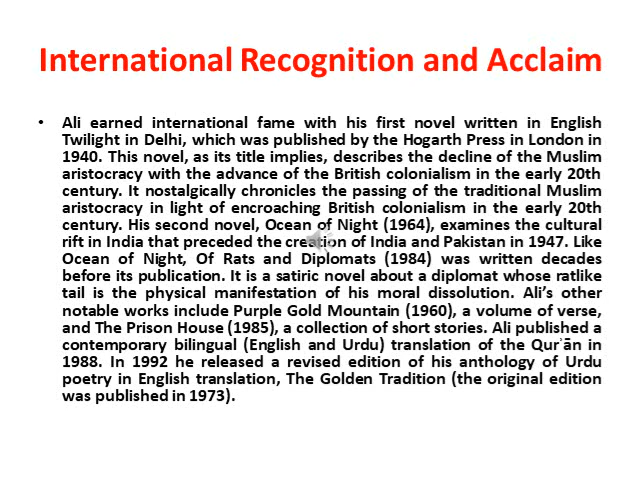 International Recognition and Acclaim
• Ali earned international fame with his first novel written in English
Twilight in Delhi, which was published by the Hogarth Press in London in
1940. This novel, as its title implies, describes the decline of the Muslim
aristocracy with the advance of the British colonialism in the early 20th
century. It nostalgically chronicles the passing of the traditional Muslim
aristocracy in light of encroaching British colonialism in the early 20th
century. His second novel, Ocean of Night (1964), examines the cultural
rift in India that preceded the creation of India and Pakistan in 1947. Like
Ocean of Night, Of Rats and Diplomats (1984) was written decades
before its publication. It is a satiric novel about a diplomat whose ratlike
tail is the physical manifestation of his moral dissolution. Ali’s other
notable works include Purple Gold Mountain (1960), a volume of verse,
and The Prison House (1985), a collection of short stories. Ali published a
contemporary bilingual (English and Urdu) translation of the Qurʾān in
1988. In 1992 he released a revised edition of his anthology of Urdu
poetry in English translation, The Golden Tradition (the original edition
was published in 1973).